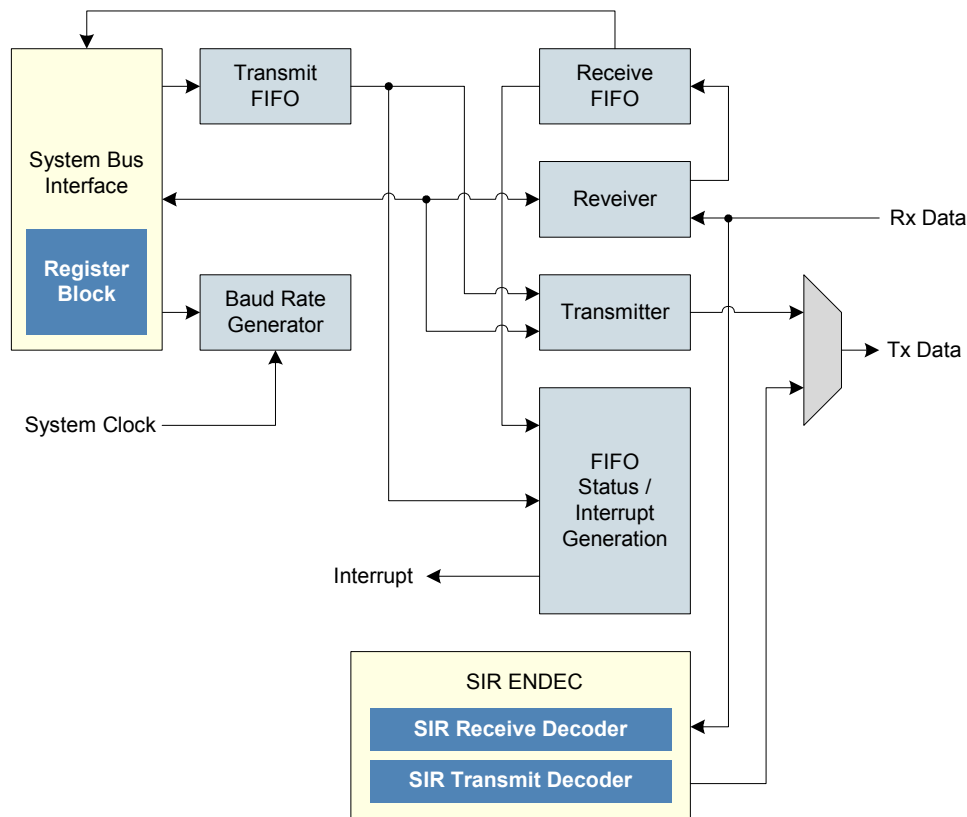 Transmit
FIFO
Receive
FIFO
System Bus
Interface
Reveiver
Rx Data
Register
Block
Baud Rate
Generator
Transmitter
Tx Data
System Clock
FIFO
Status /
Interrupt
Generation
Interrupt
SIR ENDEC
SIR Receive Decoder
SIR Transmit Decoder